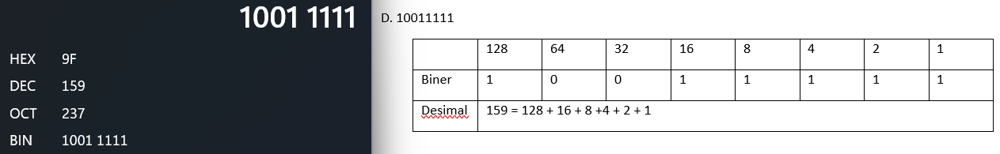 1001 1111
HEX 9F
DEC 159
OCT 237
BIN 1001 1111
D. 10011111
128 64 32 16 8 4 2 1
Biner 1 0 0 1 1 1 1 1
Desimal 159 = 128 + 16 + 8 +4 + 2 + 1